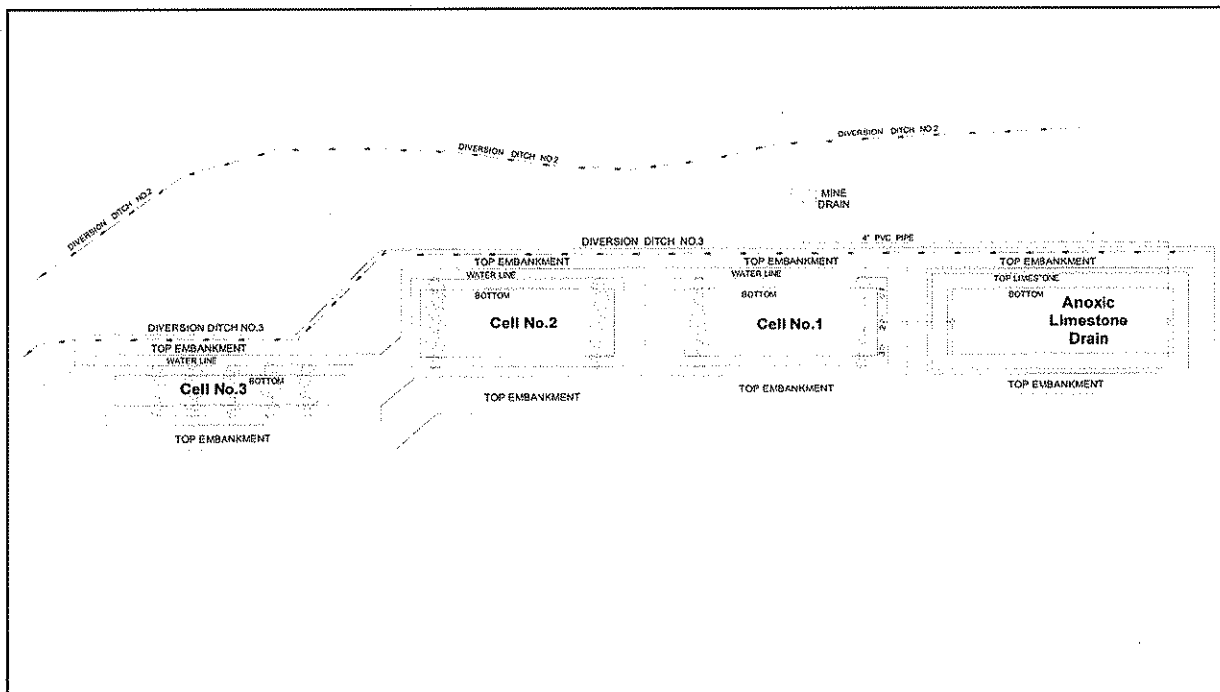 DIVERSION DITCH NO.2
DIVERSION DITCH NO.2
DIVERSION DITCH NO.2
MINE
DRAIN
DIVERSION DITCH NO.3
4" PVC PIPE
TOP EMBANKMENT
TOP EMBANKMENT
TOP EMBANKMENT
WATER LINE
WATER LINE
TOP LIMESTONE
BOTTOM
BOTTOM
BOTTOM
Cell No.2
Cell No.1
Anoxic
Limestone
Drain
DIVERSION DITCH NO.3
TOP EMBANKMENT
WATER LINE
BOTTOM
Cell No.3
TOP EMBANKMENT
TOP EMBANKMENT
TOP EMBANKMENT
TOP EMBANKMENT